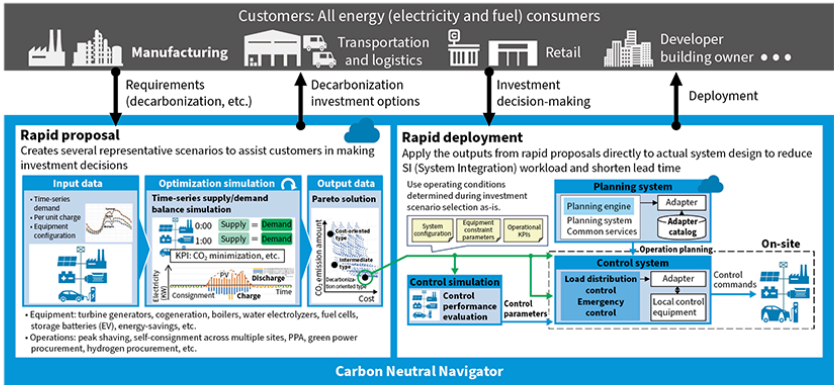 Customers: All energy (electricity and fuel) consumers
Manufacturing
Transportation
and logistics
Retail
Developer
building owner
Requirements
(decarbonization, etc.)
Decarbonization
investment options
Investment
decision-making
Deployment
Rapid proposal
Creates several representative scenarios to assist customers in making
investment decisions
Input data
• Time-series
demand
• Per unit charge
• Equipment
configuration
Optimization simulation
Time-series supply/demand
balance simulation
0:00 Supply = Demand
1:00 Supply = Demand
KPI: CO₂ minimization, etc.
Electricity
(KW)
PV
Discharge
Consignment
Charge
Time
Output data
Pareto solution
CO₂ emission amount
Cost-oriented
type
Intermediate
type
Decarboniza
tion oriented type
Cost
• Equipment: turbine generators, cogeneration, boilers, water electrolyzers, fuel cells,
storage batteries (EV), energy-savings, etc.
• Operations: peak shaving, self-consignment across multiple sites, PPA, green power
procurement, hydrogen procurement, etc.
Rapid deployment
Apply the outputs from rapid proposals directly to actual system design to reduce
SI (System Integration) workload and shorten lead time
Use operating conditions
determined during investment
scenario selection as-is.
System
configuration
Equipment
constraint
parameters
Operational
KPIs
Planning system
Planning engine
Planning system
Common services
Adapter
Adapter
catalog
Operation planning
On-site
Control simulation
Control
performance
evaluation
Control
parameters
Control system
Load distribution
control
Emergency
control
Adapter
Local control
equipment
Control
commands
Carbon Neutral Navigator